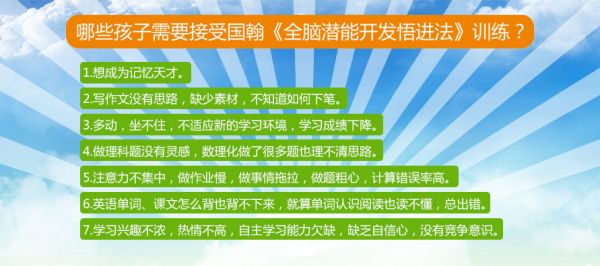 哪些孩子需要接受国翰《全脑潜能开发悟进法》训练？
1.想成为记忆天才。
2.写作文没有思路，缺少素材，不知道如何下笔。
3.多动，坐不住，不适应新的学习环境，学习成绩下降。
4.做理科题没有灵感，数理化做了很多题也理不清思路。
5.注意力不集中，做作业慢，做事情拖拉，做题粗心，计算错误率高。
6.英语单词、课文怎么背也背不下来，就算单词认识阅读也读不懂，总出错。
7.学习兴趣不浓，热情不高，自主学习能力欠缺，缺乏自信心，没有竞争意识。